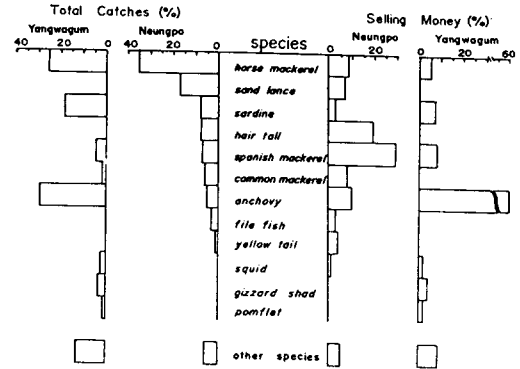 Total Catches (%)
Selling Money (%)
Yangwagum
Neungpo
species
Neungpo
Yangwagum
40 20 0
40 20 0
0 20
0 20 60
horse mackerel
sand lance
sardine
hair tall
spanish mackerel
common mackerel
anchovy
file fish
yellow tail
squid
gizzard shad
pomflet
other species